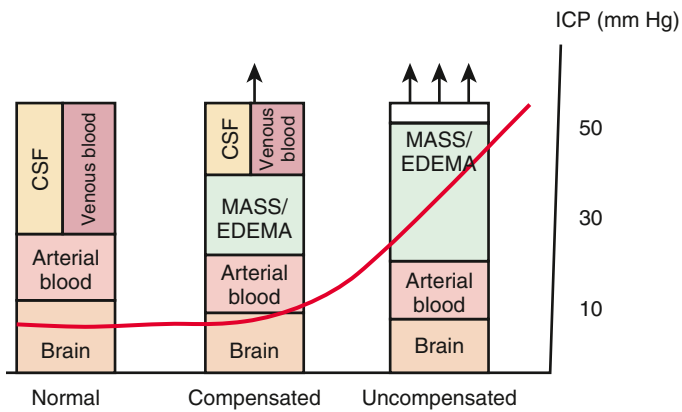 ICP (mm Hg)
CSF
Venous blood
Arterial
blood
Brain
Normal
CSF
Venous
blood
MASS/
EDEMA
Arterial
blood
Brain
Compensated
MASS/
EDEMA
Arterial
blood
Brain
Uncompensated
50
30
10